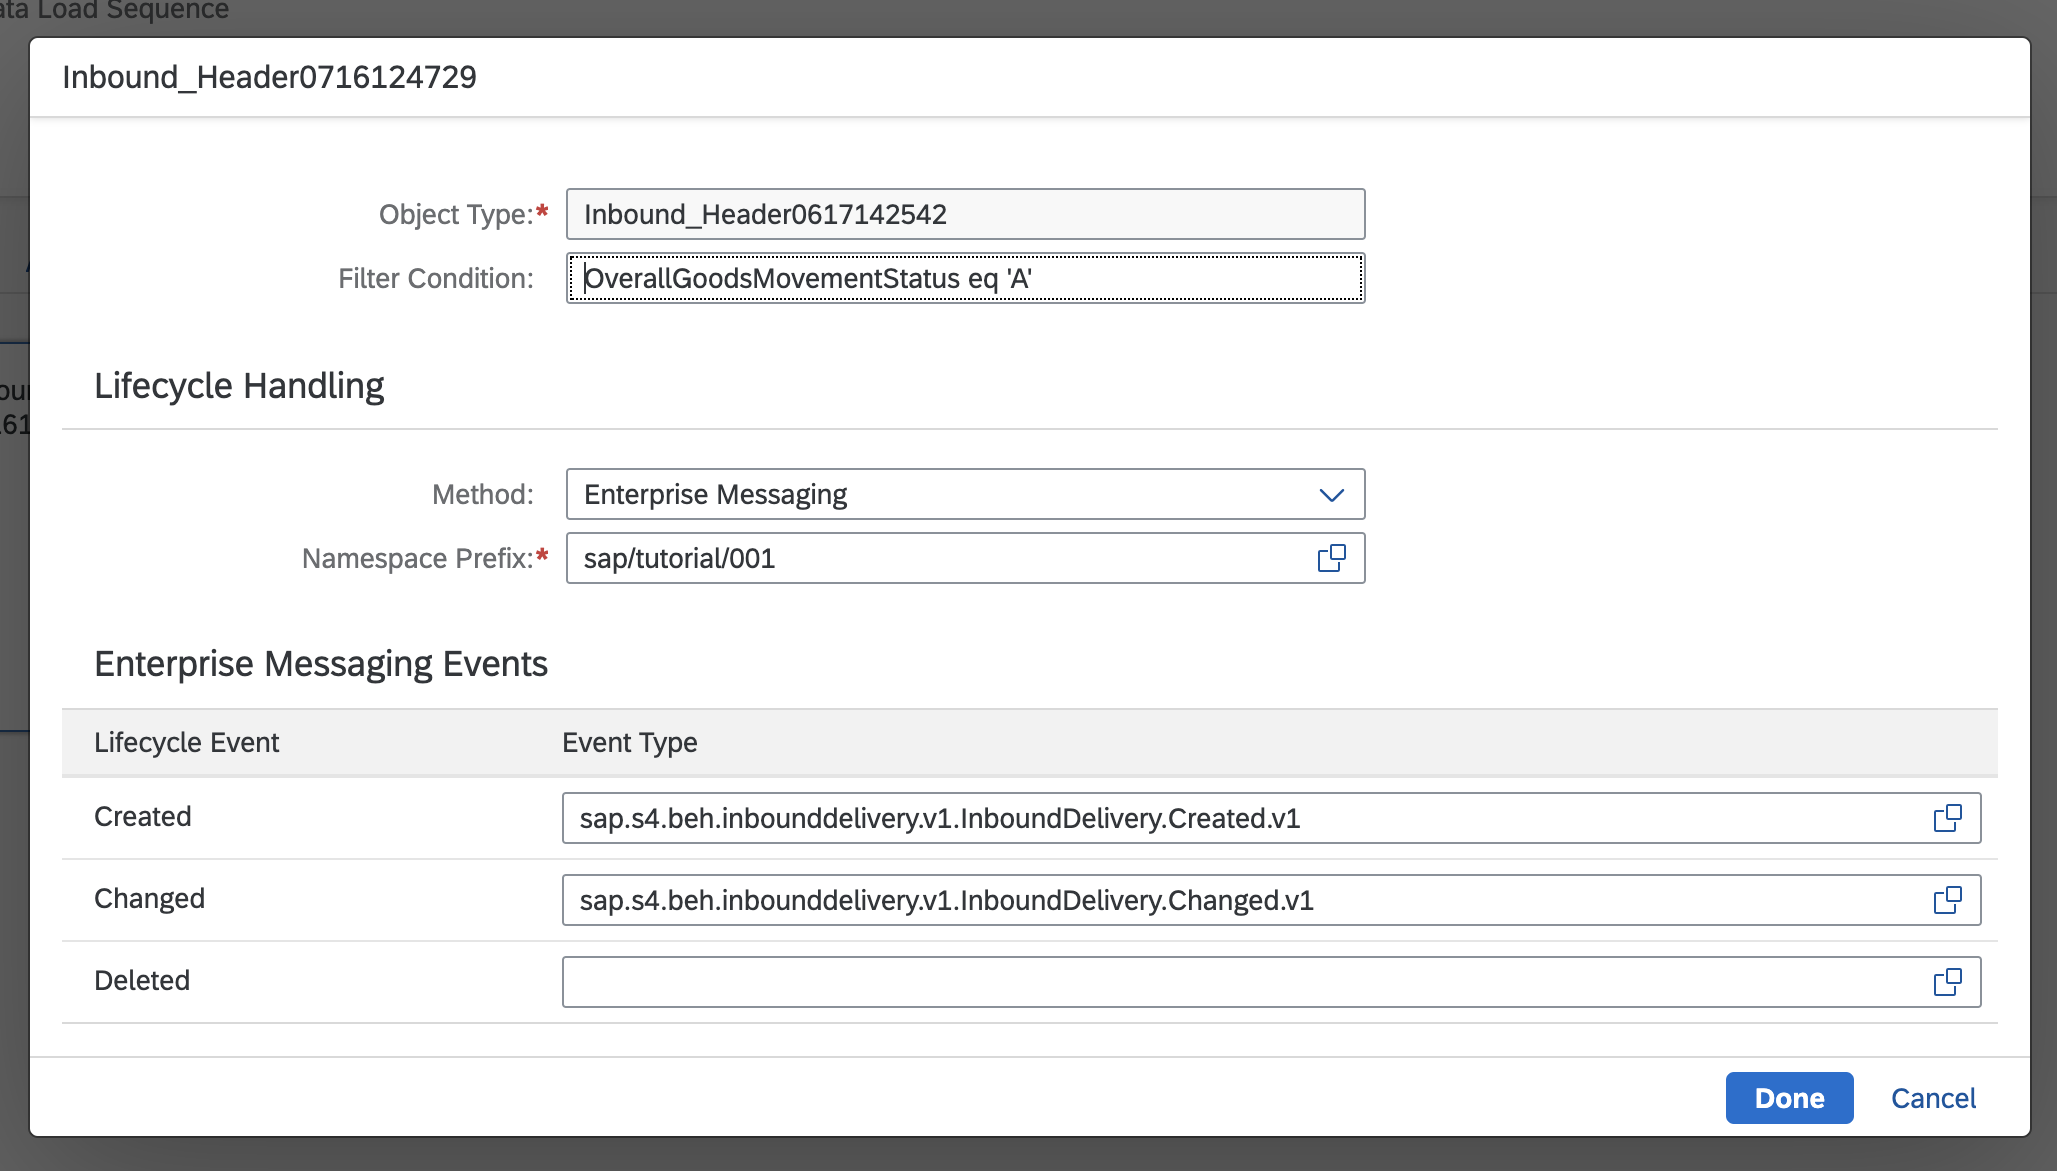 Load Sequence
Inbound_Header0716124729
Object Type:* Inbound_Header0617142542
Filter Condition: OverallGoodsMovementStatus eq 'A'
Lifecycle Handling
Method: Enterprise Messaging
Namespace Prefix:* sap/tutorial/001
Enterprise Messaging Events
Lifecycle Event Event Type
Created sap.s4.beh.inbounddelivery.v1.InboundDelivery.Created.v1
Changed sap.s4.beh.inbounddelivery.v1.InboundDelivery.Changed.v1
Deleted
Done Cancel